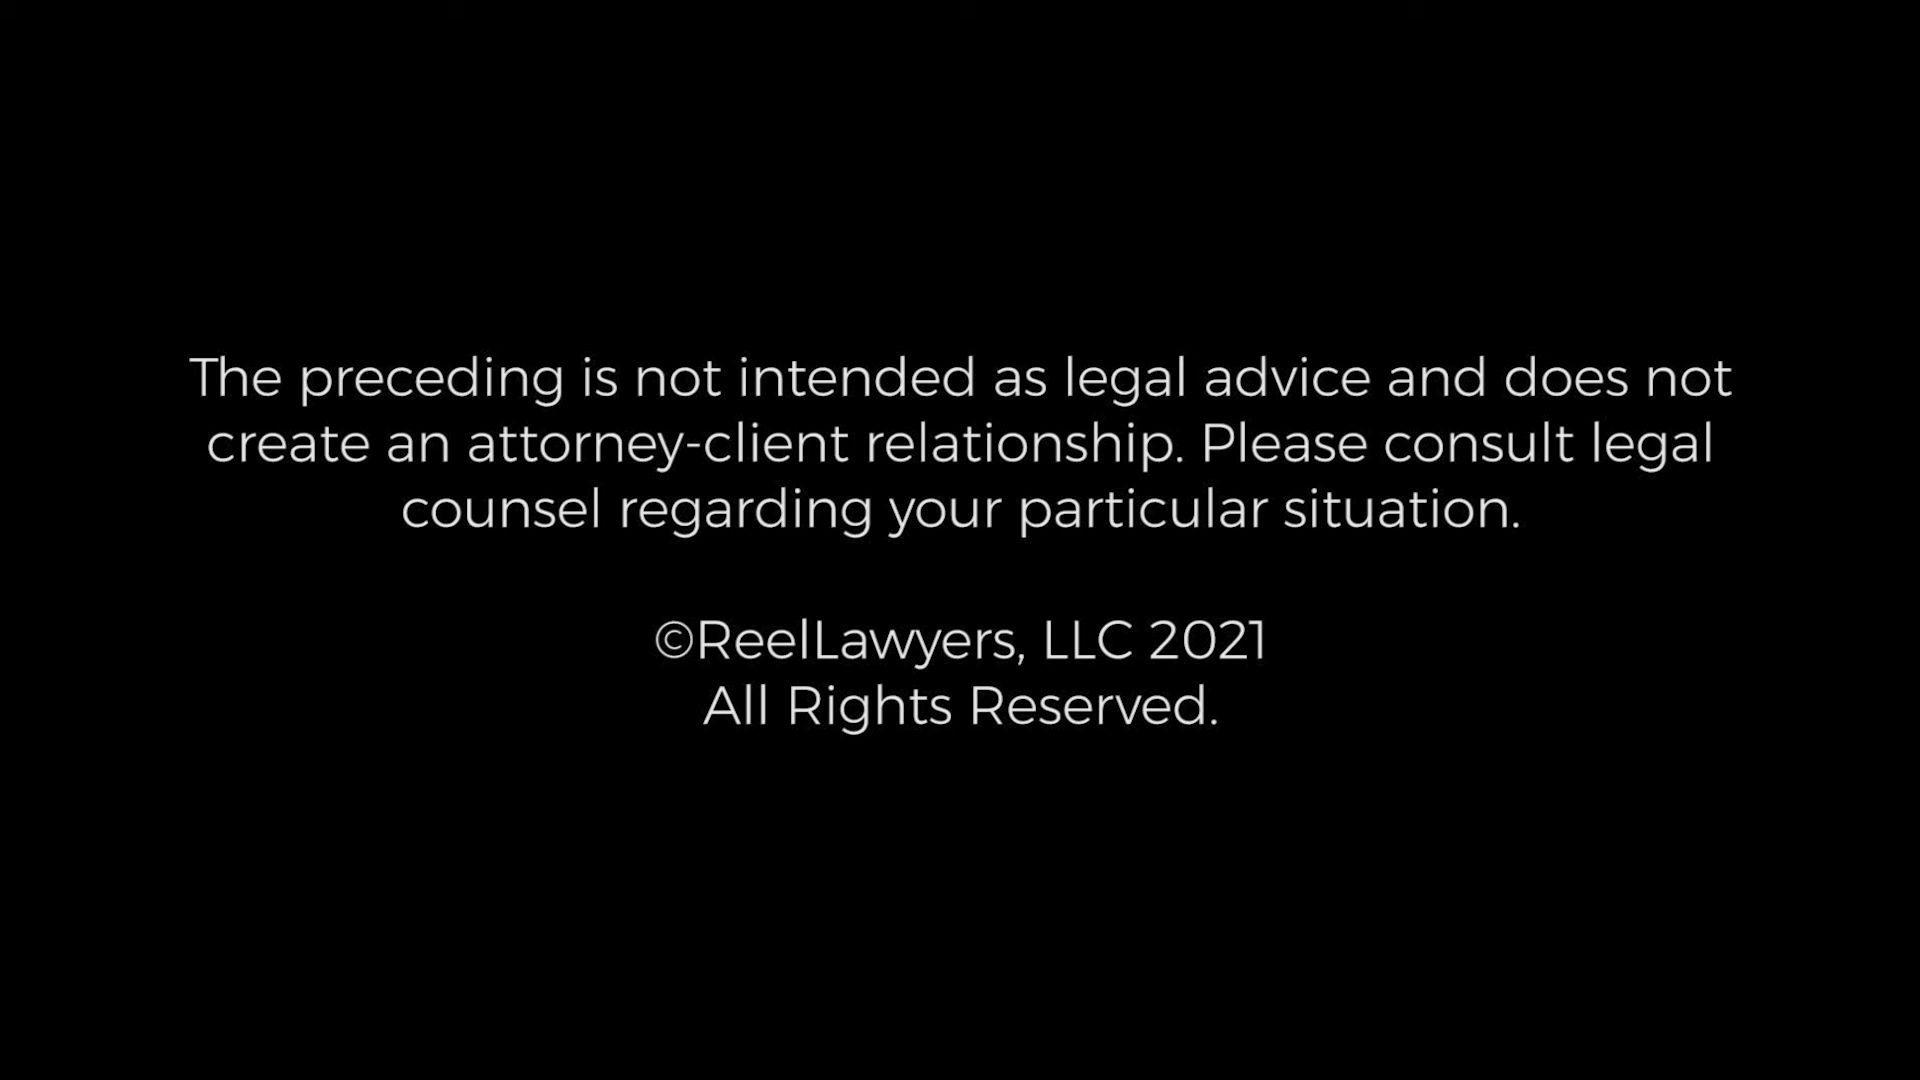 The preceding is not intended as legal advice and does not
create an attorney-client relationship. Please consult legal
counsel regarding your particular situation.
©ReelLawyers, LLC 2021
All Rights Reserved.